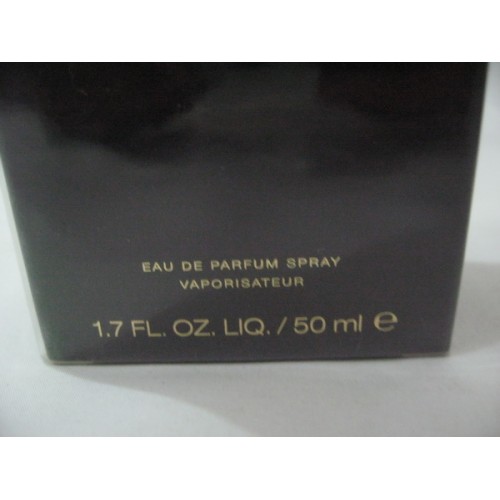 EAU DE PARFUM SPRAY
VAPORISATEUR
1.7 FL. OZ. LIQ. / 50 ml ℮